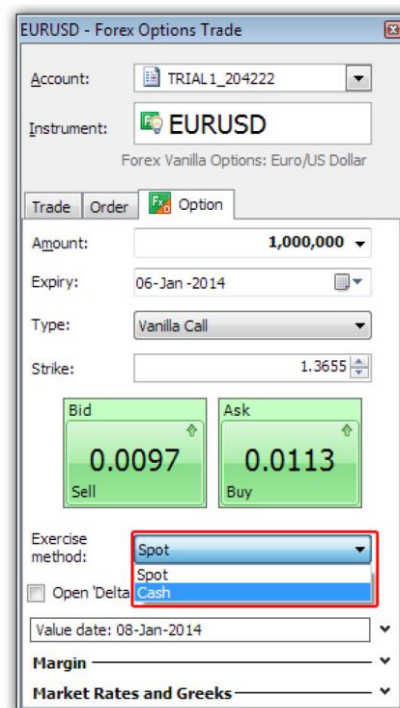 EURUSD - Forex Options Trade
Account: TRIAL1_204222
Instrument: EURUSD
Forex Vanilla Options: Euro/US Dollar
Trade Order Option
Amount: 1,000,000
Expiry: 06-Jan-2014
Type: Vanilla Call
Strike: 1.3655
Bid Ask
0.0097 0.0113
Sell Buy
Exercise
method: Spot
Spot
Open 'Delta Cash
Value date: 08-Jan-2014
Margin
Market Rates and Greeks